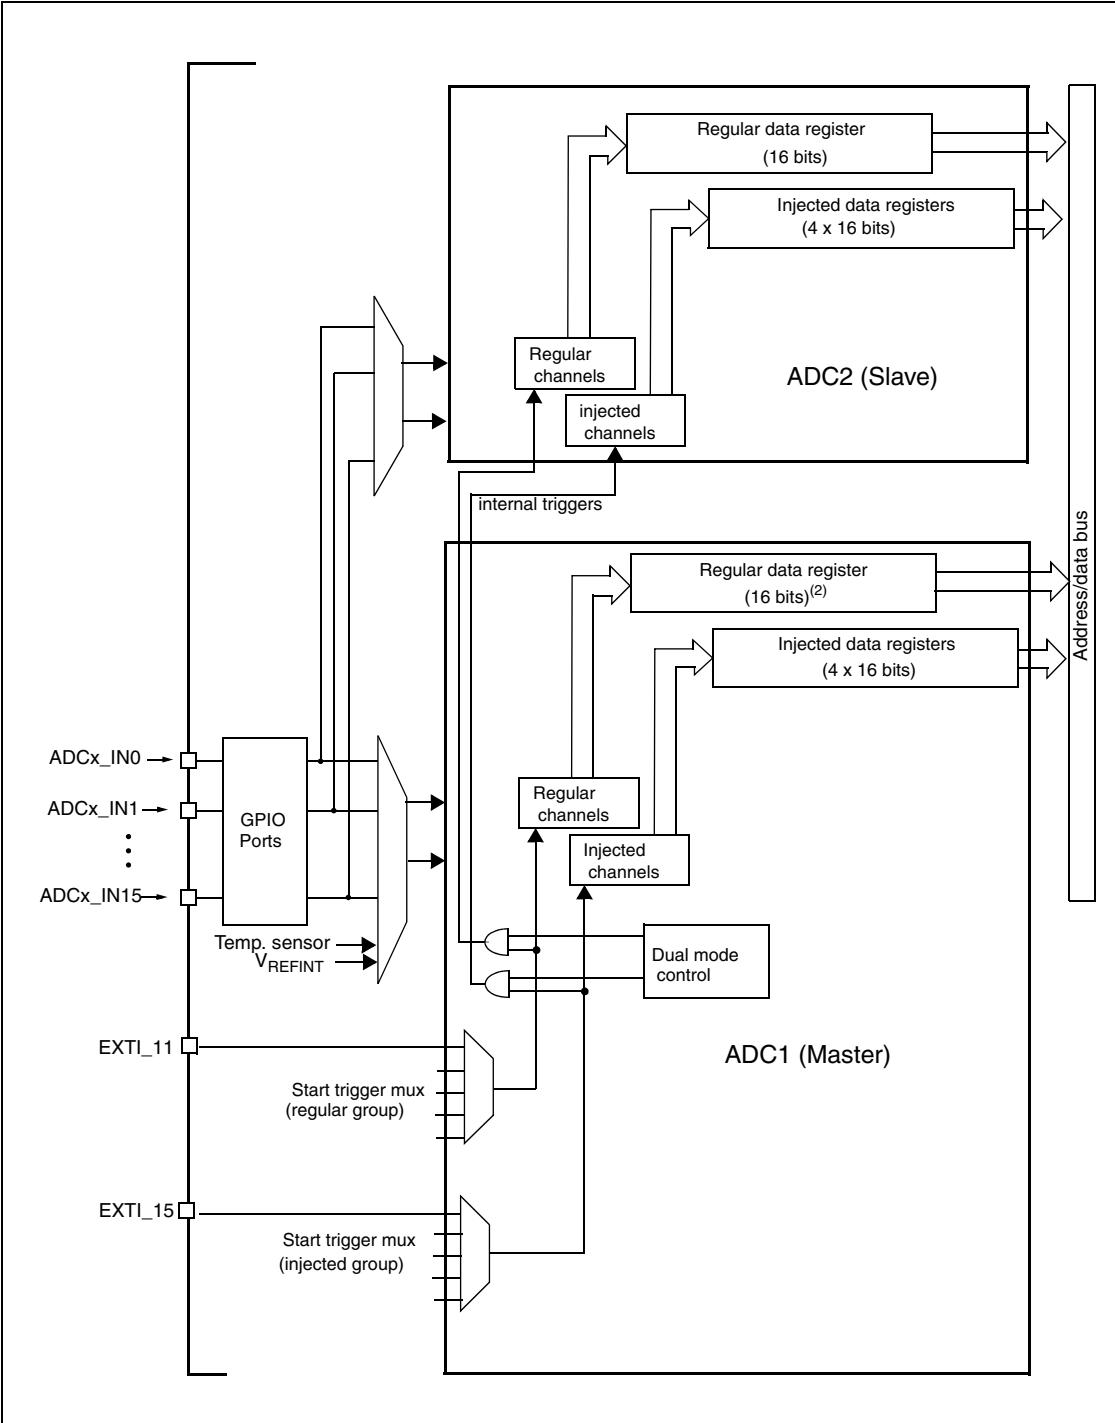 Regular data register
(16 bits)
Injected data registers
(4 x 16 bits)
Regular
channels
injected
channels
ADC2 (Slave)
internal triggers
Address/data bus
Regular data register
(16 bits)(2)
Injected data registers
(4 x 16 bits)
ADCx_IN0
ADCx_IN1
ADCx_IN15
GPIO
Ports
Regular
channels
Injected
channels
Temp. sensor
VREFINT
Dual mode
control
EXTI_11
ADC1 (Master)
Start trigger mux
(regular group)
EXTI_15
Start trigger mux
(injected group)